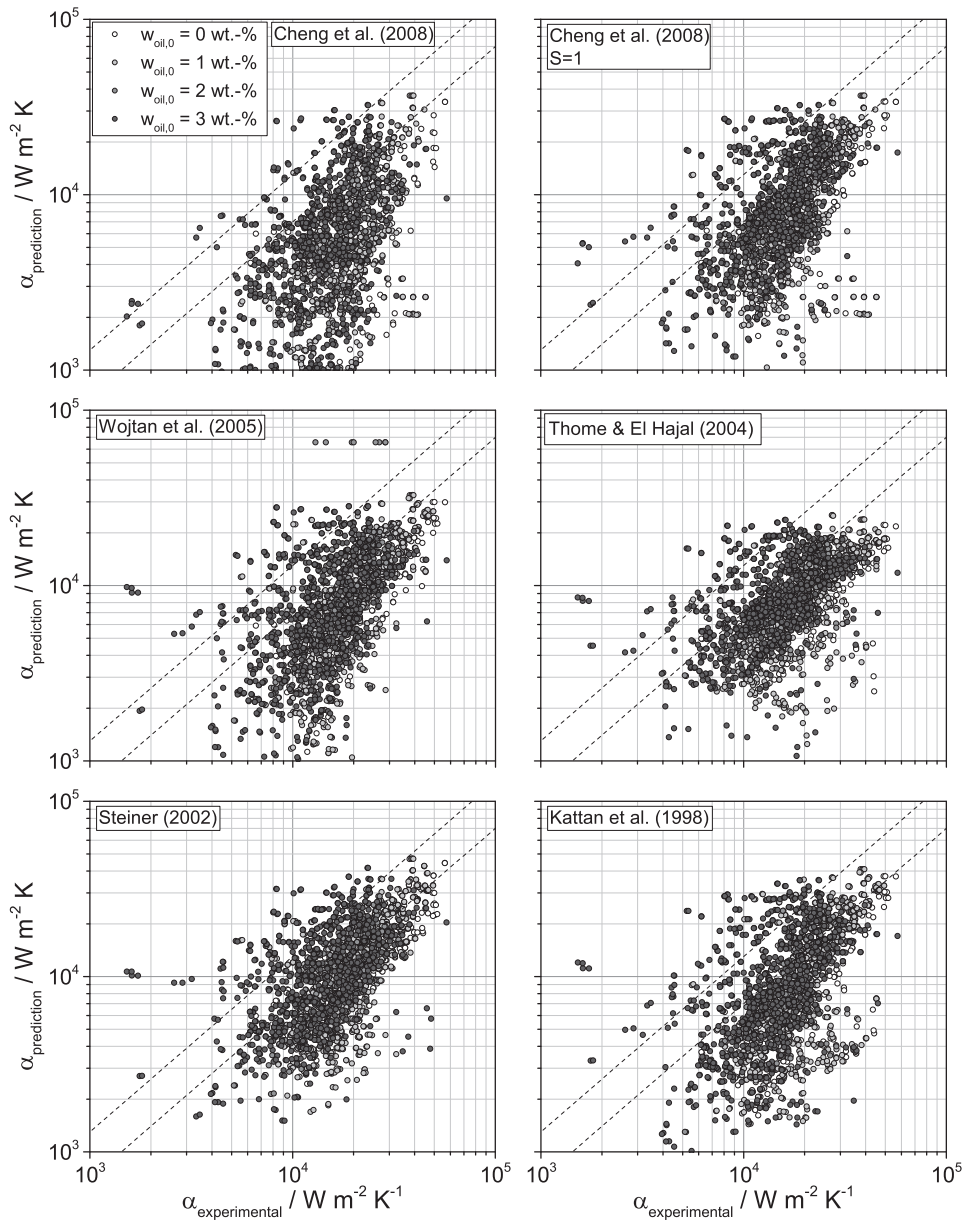 10^5
w_oil,0 = 0 wt.-%
w_oil,0 = 1 wt.-%
w_oil,0 = 2 wt.-%
w_oil,0 = 3 wt.-%
Cheng et al. (2008)
Cheng et al. (2008)
S=1
α_prediction / W m^-2 K
10^4
10^3
10^5
Wojtan et al. (2005)
Thome & El Hajal (2004)
α_prediction / W m^-2 K
10^4
10^3
10^5
Steiner (2002)
Kattan et al. (1998)
α_prediction / W m^-2 K
10^4
10^3
10^3 10^4 10^5 10^3 10^4 10^5
α_experimental / W m^-2 K^-1 α_experimental / W m^-2 K^-1